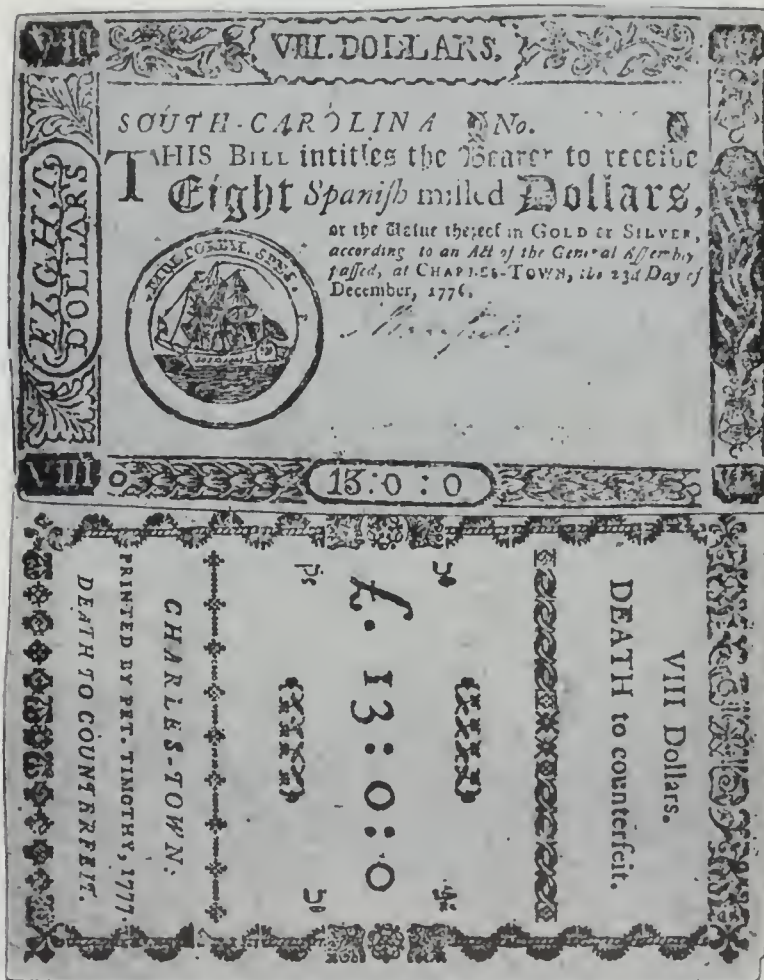 VIII
VIII. DOLLARS.
EIGHT
DOLLARS
SOUTH-CAROLINA No.
THIS BILL intitles the Bearer to receive
Eight Spaniſh milled Dollars,
or the Value thereof in GOLD or SILVER,
according to an Act of the General Aſſembly
paſſed, at CHARLES-TOWN, the 23d Day of
December, 1776.
VIII
13:0:0
VIII Dollars.
DEATH to counterfeit.
£. 13:0:0
CHARLES-TOWN:
PRINTED BY PET. TIMOTHY, 1777.
DEATH TO COUNTERFEIT.